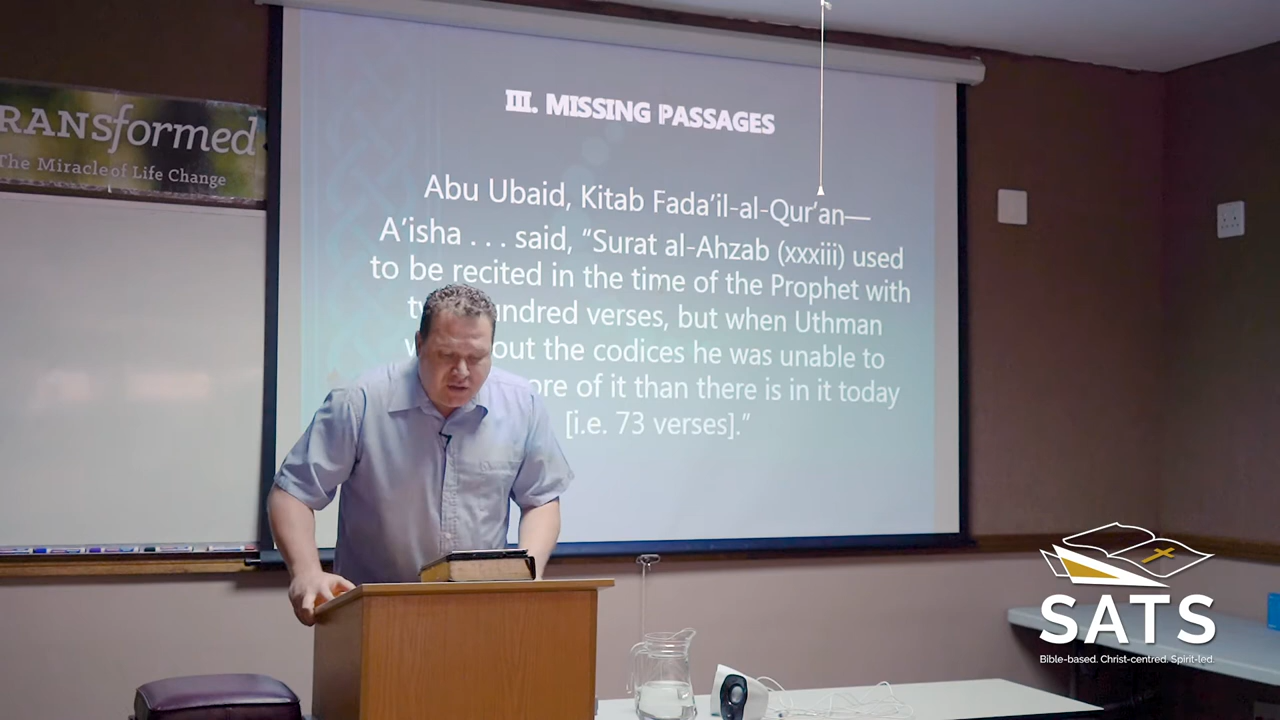 RANsformed
The Miracle of Life Change
III. MISSING PASSAGES
Abu Ubaid, Kitab Fada’il-al-Qur’an—
A’isha . . . said, “Surat al-Ahzab (xxxiii) used
to be recited in the time of the Prophet with
verses, but when Uthman
out the codices he was unable to
of it than there is in it today
[i.e. 73 verses].”
SATS
Bible-based. Christ-centred. Spirit-led.